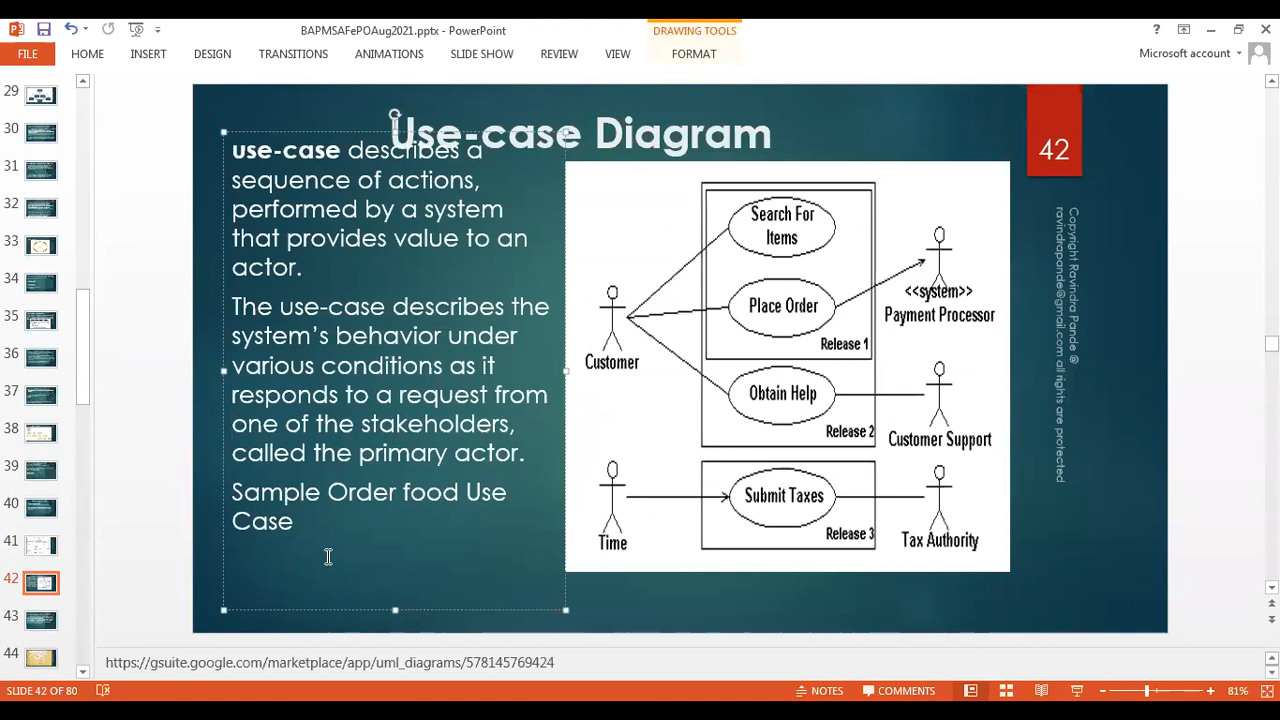 BAPMSAFePOAug2021.pptx - PowerPoint
DRAWING TOOLS
?
FILE
HOME
INSERT
DESIGN
TRANSITIONS
ANIMATIONS
SLIDE SHOW
REVIEW
VIEW
FORMAT
Microsoft account
29
30
31
32
33
34
35
36
37
38
39
40
41
42
43
44
Use-case Diagram
42
use-case describes a
sequence of actions,
performed by a system
that provides value to an
actor.
The use-case describes the
system's behavior under
various conditions as it
responds to a request from
one of the stakeholders,
called the primary actor.
Sample Order food Use
Case
Search For
Items
Place Order
Release 1
Obtain Help
Release 2
Submit Taxes
Release 3
Customer
Time
<<system>>
Payment Processor
Customer Support
Tax Authority
Copyright Ravindra Pande @
ravindrapande@gmail.com all rights are protected
https://gsuite.google.com/marketplace/app/uml_diagrams/578145769424
SLIDE 42 OF 80
NOTES
COMMENTS
81%